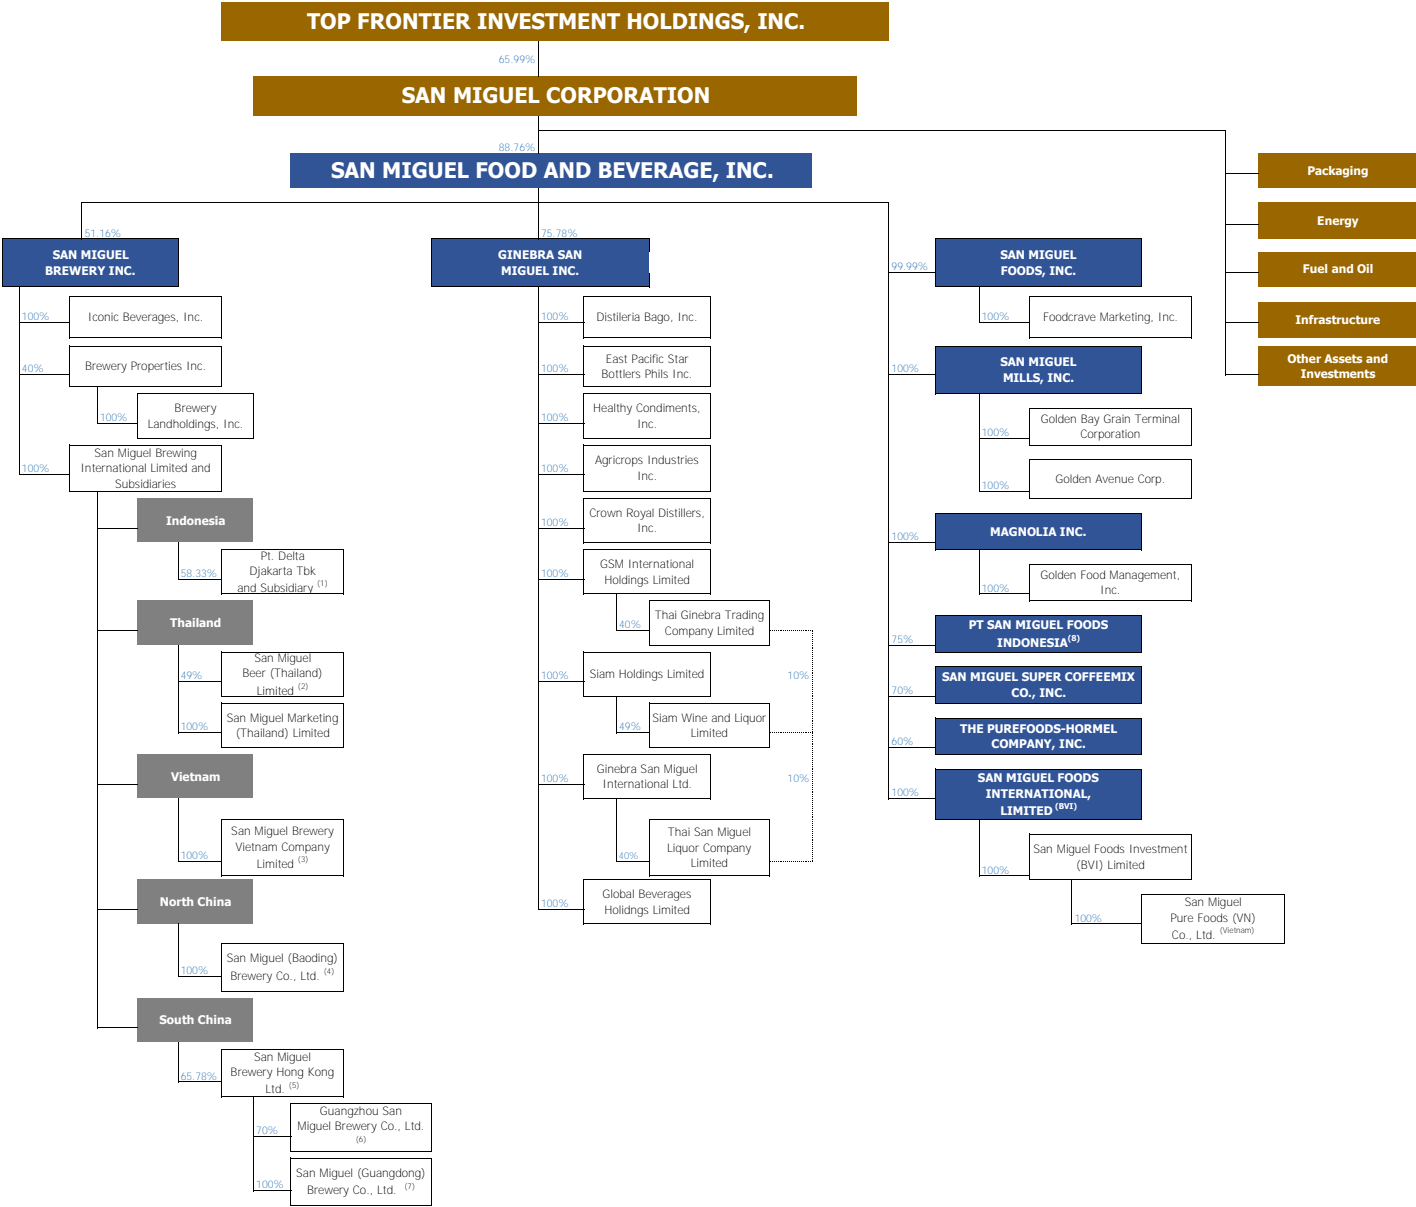 TOP FRONTIER INVESTMENT HOLDINGS, INC.
65.99%
SAN MIGUEL CORPORATION
88.76%
SAN MIGUEL FOOD AND BEVERAGE, INC.
51.16%
SAN MIGUEL
BREWERY INC.
100%
Iconic Beverages, Inc.
40%
Brewery Properties Inc.
100%
Brewery
Landholdings, Inc.
100%
San Miguel Brewing
International Limited and
Subsidiaries
Indonesia
58.33%
Pt. Delta
Djakarta Tbk
and Subsidiary (1)
Thailand
49%
San Miguel
Beer (Thailand)
Limited (2)
100%
San Miguel Marketing
(Thailand) Limited
Vietnam
100%
San Miguel Brewery
Vietnam Company
Limited (3)
North China
100%
San Miguel (Baoding)
Brewery Co., Ltd. (4)
South China
65.78%
San Miguel
Brewery Hong Kong
Ltd. (5)
70%
Guangzhou San
Miguel Brewery Co., Ltd.
(6)
100%
San Miguel (Guangdong)
Brewery Co., Ltd. (7)
75.78%
GINEBRA SAN
MIGUEL INC.
100%
Distileria Bago, Inc.
100%
East Pacific Star
Bottlers Phils Inc.
100%
Healthy Condiments,
Inc.
100%
Agricrops Industries
Inc.
100%
Crown Royal Distillers,
Inc.
100%
GSM International
Holdings Limited
40%
Thai Ginebra Trading
Company Limited
100%
Siam Holdings Limited
10%
49%
Siam Wine and Liquor
Limited
100%
Ginebra San Miguel
International Ltd.
10%
40%
Thai San Miguel
Liquor Company
Limited
100%
Global Beverages
Holidngs Limited
99.99%
SAN MIGUEL
FOODS, INC.
100%
Foodcrave Marketing, Inc.
100%
SAN MIGUEL
MILLS, INC.
100%
Golden Bay Grain Terminal
Corporation
100%
Golden Avenue Corp.
100%
MAGNOLIA INC.
100%
Golden Food Management,
Inc.
75%
PT SAN MIGUEL FOODS
INDONESIA(8)
70%
SAN MIGUEL SUPER COFFEEMIX
CO., INC.
60%
THE PUREFOODS-HORMEL
COMPANY, INC.
100%
SAN MIGUEL FOODS
INTERNATIONAL,
LIMITED (BVI)
100%
San Miguel Foods Investment
(BVI) Limited
100%
San Miguel
Pure Foods (VN)
Co., Ltd. (Vietnam)
Packaging
Energy
Fuel and Oil
Infrastructure
Other Assets and
Investments